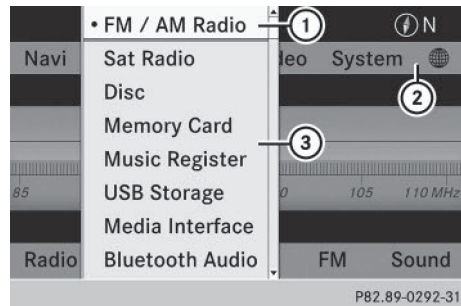 • FM / AM Radio
1
N
Navi
Sat Radio
deo
System
2
Disc
Memory Card
3
Music Register
85
USB Storage
0
105
110 MHz
Media Interface
Radio
Bluetooth Audio
FM
Sound
P82.89-0292-31